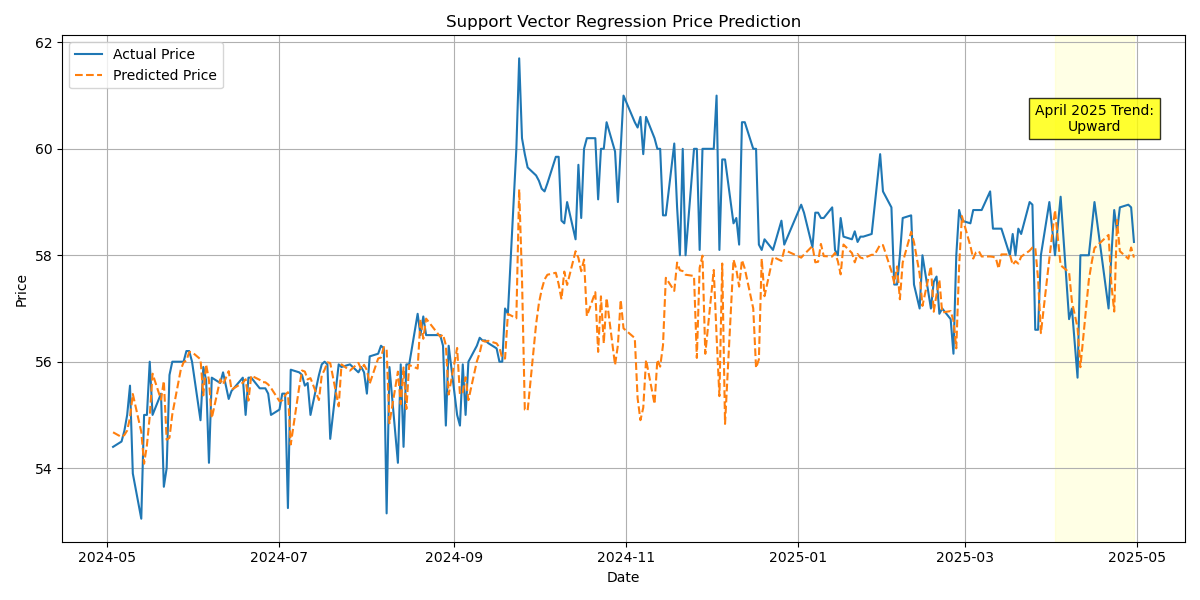 Support Vector Regression Price Prediction
Actual Price
Predicted Price
April 2025 Trend:
Upward
Price
62
60
58
56
54
2024-05
2024-07
2024-09
2024-11
2025-01
2025-03
2025-05
Date